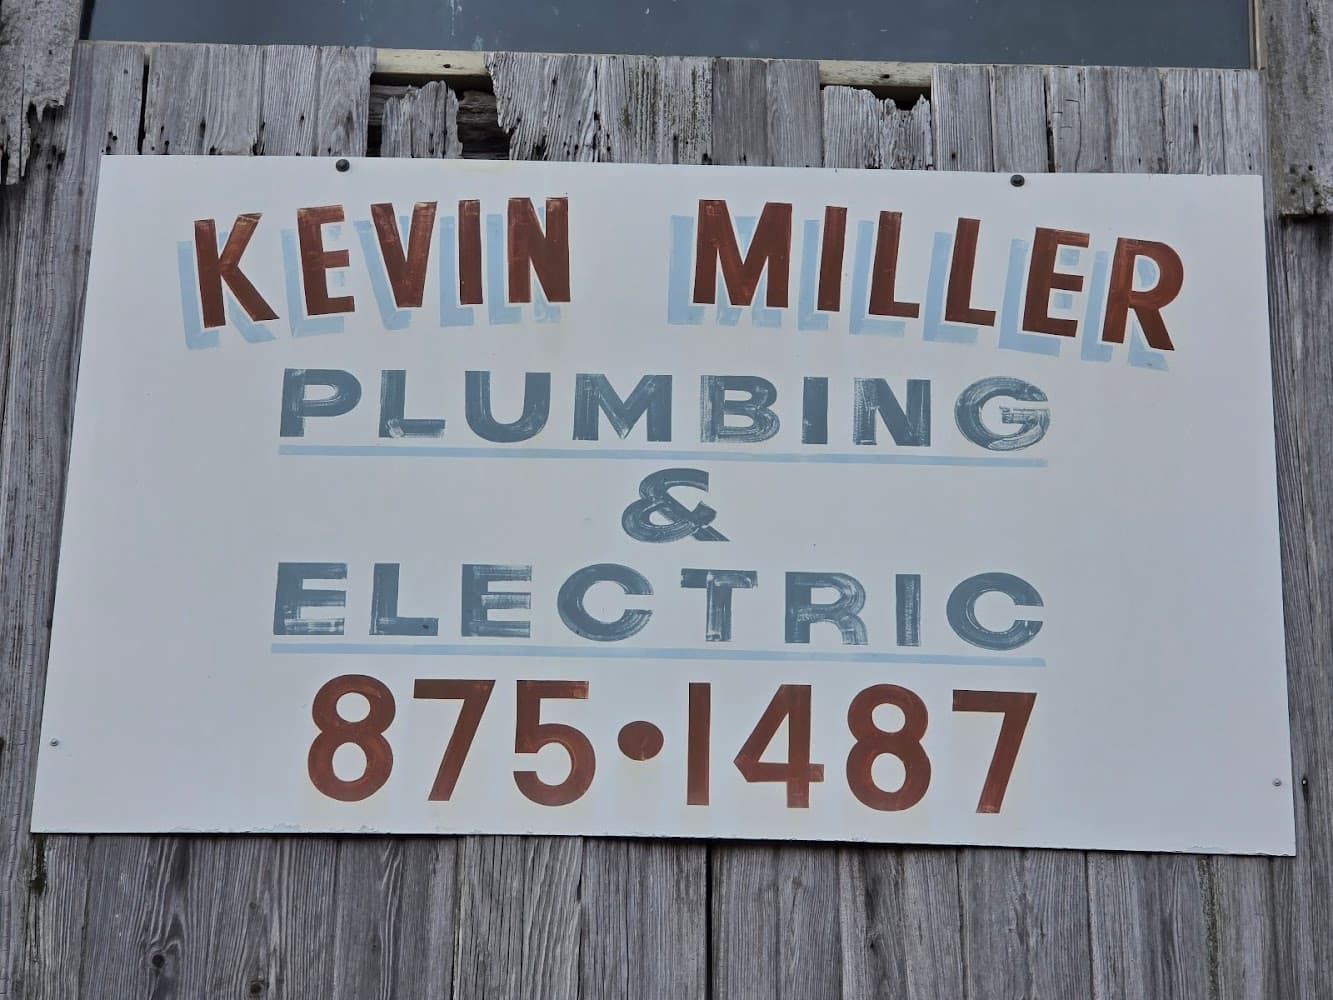 KEVIN MILLER
PLUMBING
&
ELECTRIC
875•1487